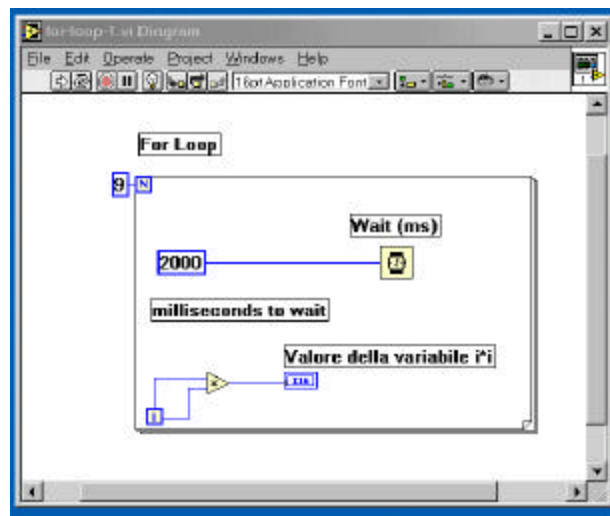 for-loop-1.vi Diagram
File Edit Operate Project Windows Help
16pt Application Font
For Loop
9 N
Wait (ms)
2000
milliseconds to wait
Valore della variabile i*i
i